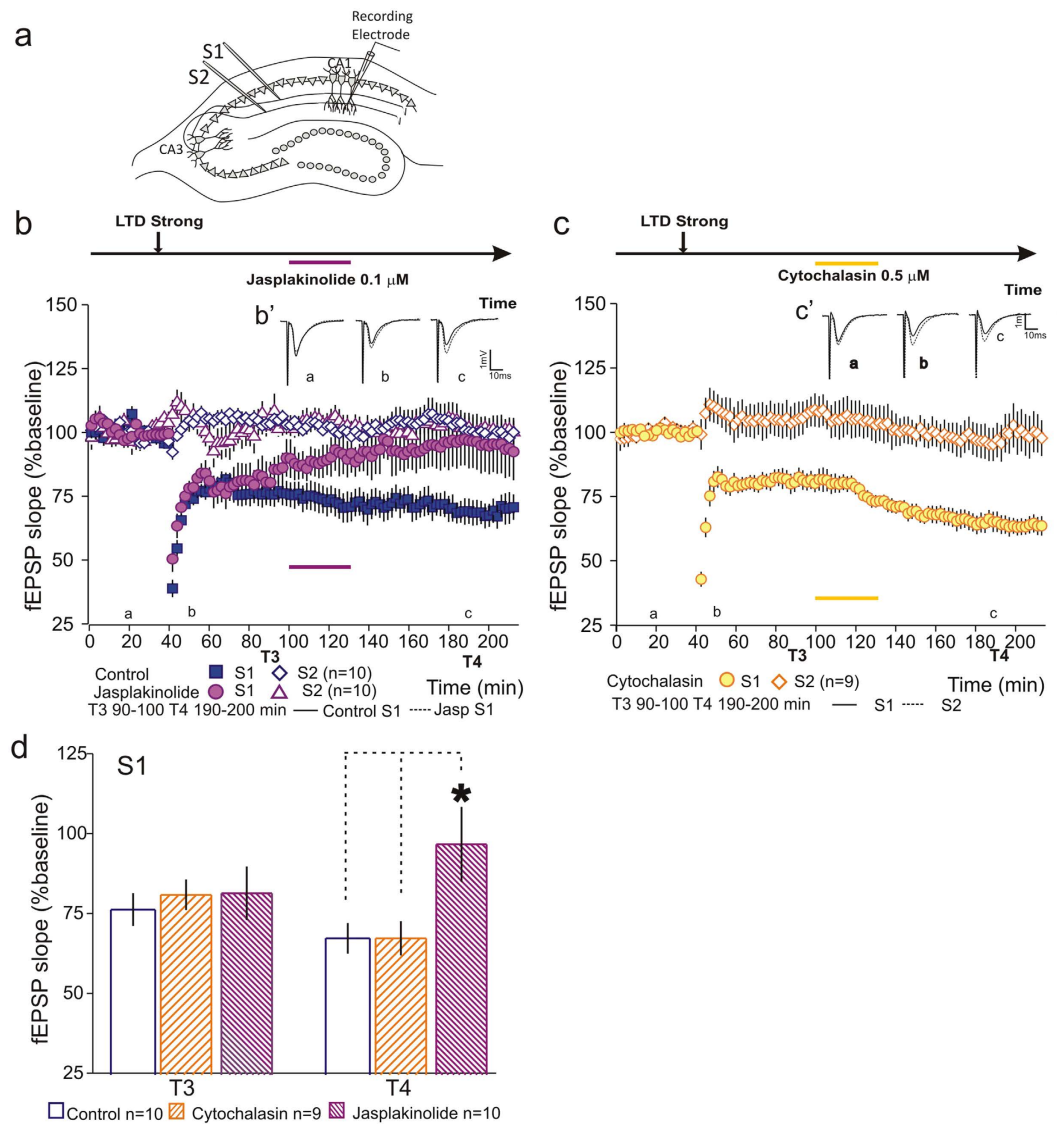 a
Recording
Electrode
S1
S2
CA1
CA3
b
LTD Strong
Jasplakinolide 0.1 μM
Time
b'
a
b
c
1mV
10ms
fEPSP slope (%baseline)
150
125
100
75
50
25
a
b
c
0 20 40 60 80 100 120 140 160 180 200
T3
T4
Time (min)
Control S1 S2 (n=10)
Jasplakinolide S1 S2 (n=10)
T3 90-100 T4 190-200 min Control S1 Jasp S1
c
LTD Strong
Cytochalasin 0.5 μM
Time
c'
a
b
c
1mV
10ms
fEPSP slope (%baseline)
150
125
100
75
50
25
a
b
c
0 20 40 60 80 100 120 140 160 180 200
T3
T4
Time (min)
Cytochalasin S1 S2 (n=9)
T3 90-100 T4 190-200 min S1 S2
d
S1
*
fEPSP slope (%baseline)
125
100
75
50
25
T3
T4
Control n=10 Cytochalasin n=9 Jasplakinolide n=10